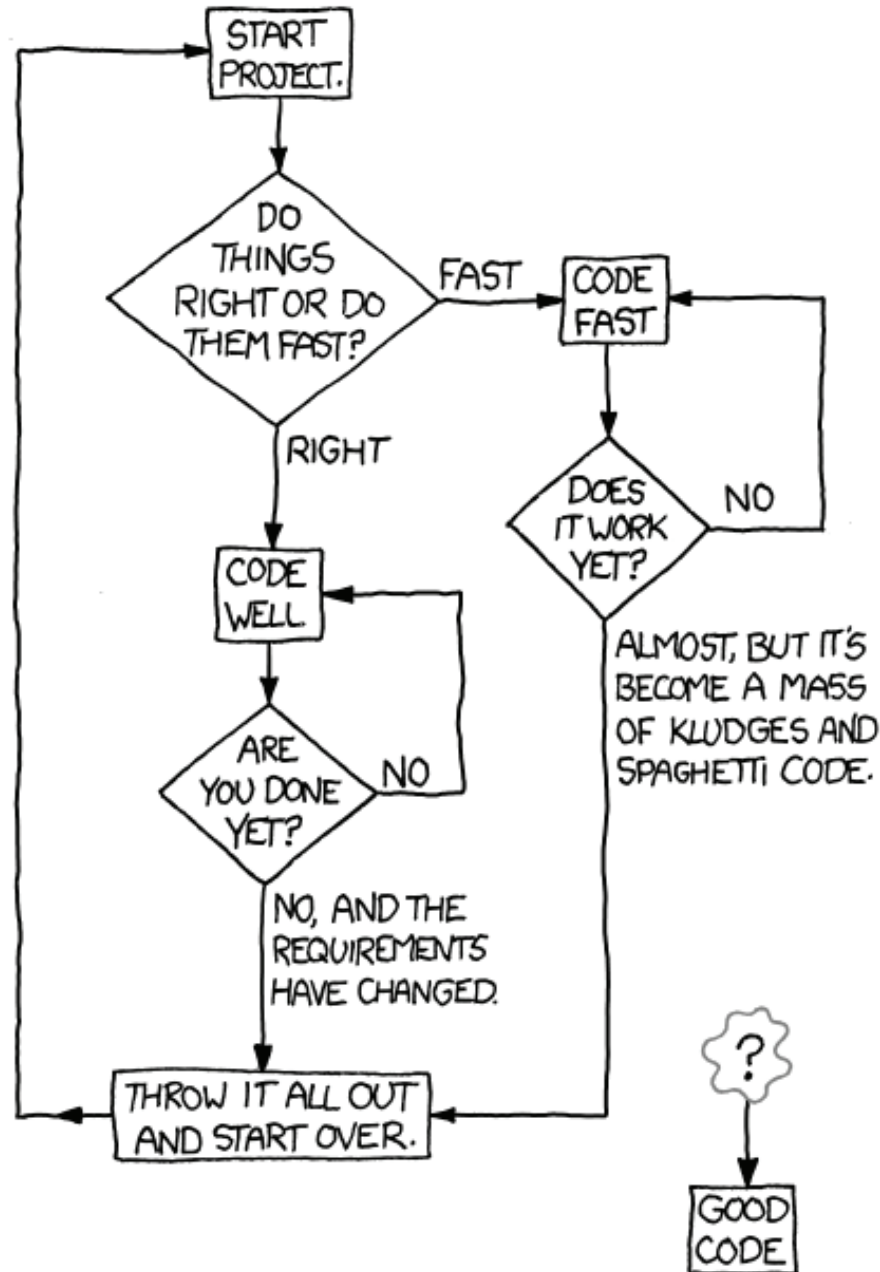 START
PROJECT.
DO
THINGS
RIGHT OR DO
THEM FAST?
FAST
CODE
FAST
RIGHT
DOES
IT WORK
YET?
NO
CODE
WELL.
ARE
YOU DONE
YET?
NO
ALMOST, BUT IT'S
BECOME A MASS
OF KLUDGES AND
SPAGHETTI CODE.
NO, AND THE
REQUIREMENTS
HAVE CHANGED.
THROW IT ALL OUT
AND START OVER.
?
GOOD
CODE